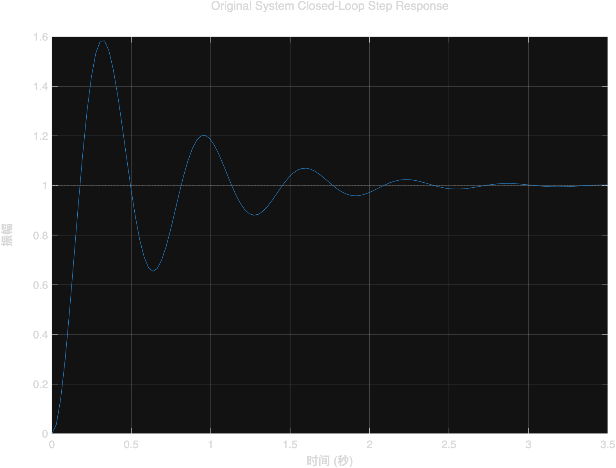 Original System Closed-Loop Step Response
1.6
1.4
1.2
1
0.8
0.6
0.4
0.2
0
振幅
0 0.5 1 1.5 2 2.5 3 3.5
时间 (秒)